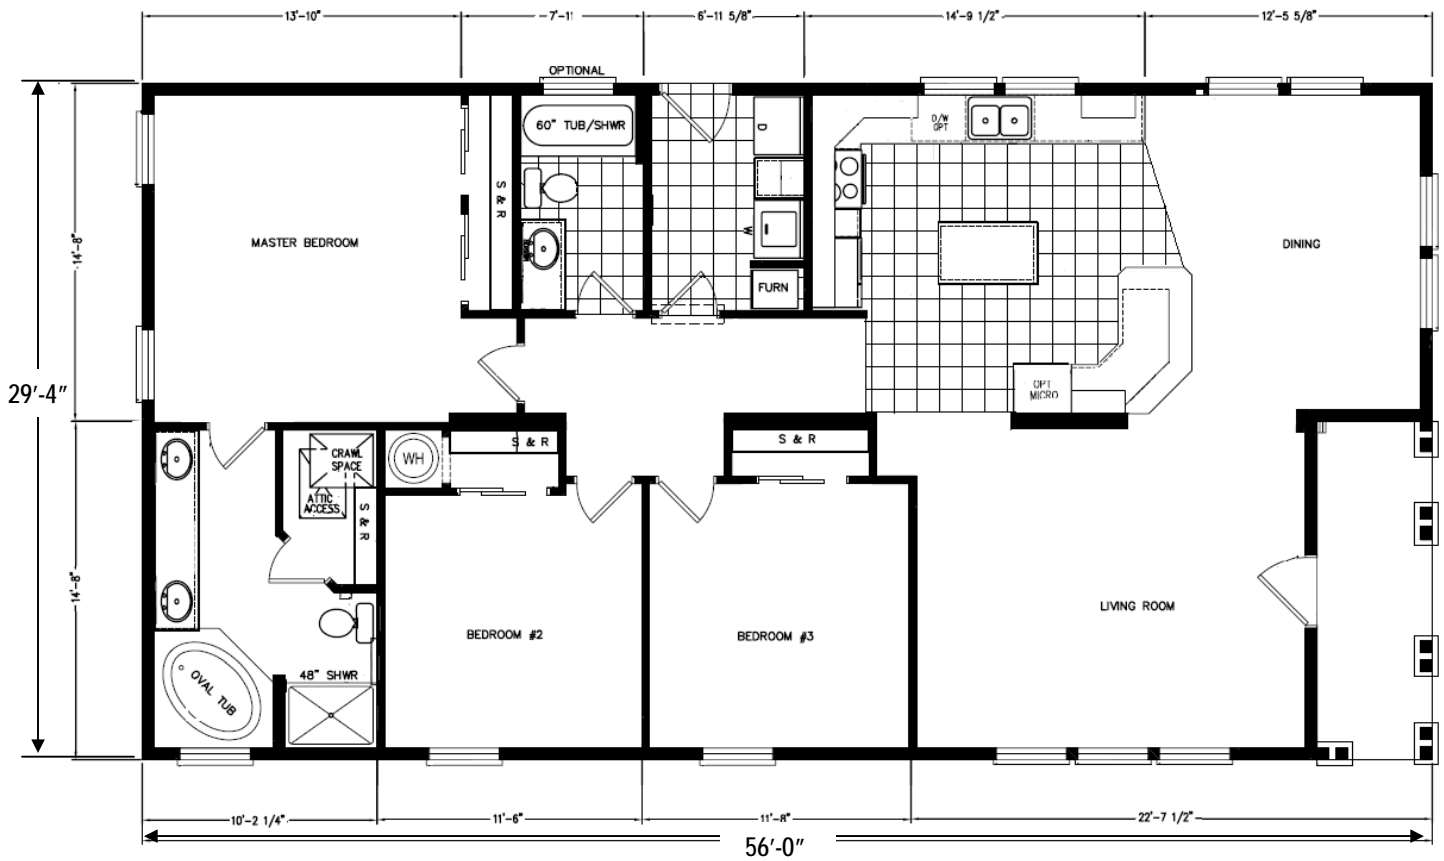 13'-10" 7'-11 6'-11 5/8" 14'-9 1/2" 12'-5 5/8"
OPTIONAL
60" TUB/SHWR
D
D/W
OPT
S & R
W
MASTER BEDROOM
DINING
14'-8"
FURN
29'-4"
OPT
MICRO
S & R
S & R
WH
CRAWL
SPACE
ATTIC
ACCESS
S & R
14'-8"
LIVING ROOM
BEDROOM #2
BEDROOM #3
48" SHWR
OVAL TUB
10'-2 1/4" 11'-6" 11'-8" 22'-7 1/2"
56'-0"